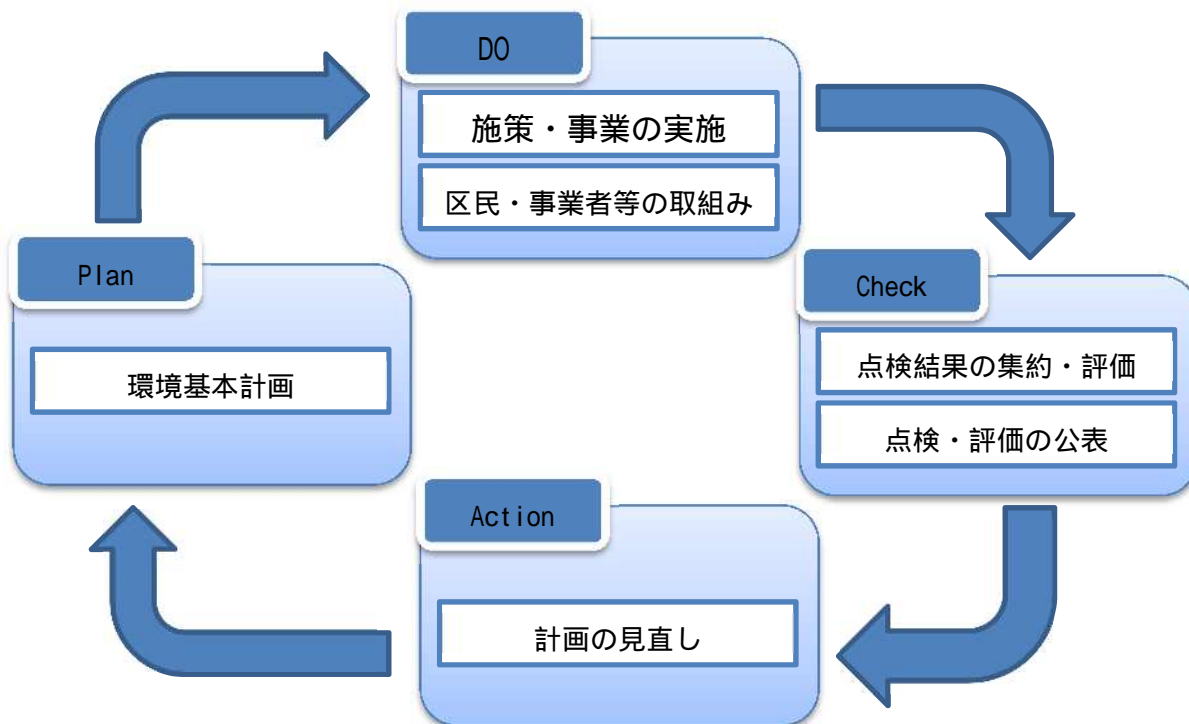 DO
施策・事業の実施
区民・事業者等の取組み
Plan
環境基本計画
Check
点検結果の集約・評価
点検・評価の公表
Action
計画の見直し